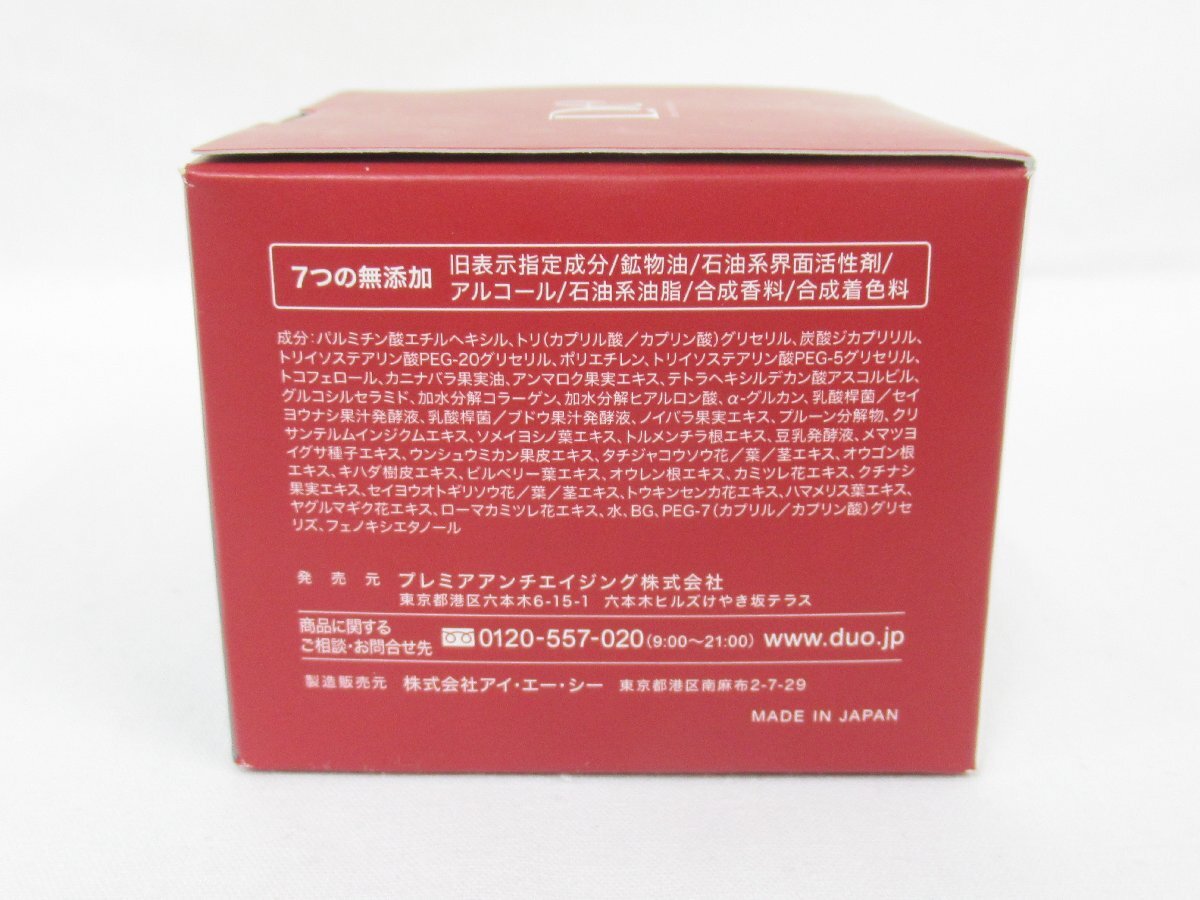 7つの無添加
旧表示指定成分/鉱物油/石油系界面活性剤/
アルコール/石油系油脂/合成香料/合成着色料
成分:パルミチン酸エチルヘキシル、トリ(カプリル酸/カプリン酸)グリセリル、炭酸ジカプリリル、
トリイソステアリン酸PEG-20グリセリル、ポリエチレン、トリイソステアリン酸PEG-5グリセリル、
トコフェロール、カニナバラ果実油、アンマロク果実エキス、テトラヘキシルデカン酸アスコルビル、
グルコシルセラミド、加水分解コラーゲン、加水分解ヒアルロン酸、α-グルカン、乳酸桿菌/セイ
ヨウナシ果汁発酵液、乳酸桿菌/ブドウ果汁発酵液、ノイバラ果実エキス、プルーン分解物、クリ
サンテルムインジクムエキス、ソメイヨシノ葉エキス、トルメンチラ根エキス、豆乳発酵液、メマツヨ
イグサ種子エキス、ウンシュウミカン果皮エキス、タチジャコウソウ花/葉/茎エキス、オウゴン根
エキス、キハダ樹皮エキス、ビルベリー葉エキス、オウレン根エキス、カミツレ花エキス、クチナシ
果実エキス、セイヨウオトギリソウ花/葉/茎エキス、トウキンセンカ花エキス、ハマメリス葉エキス、
ヤグルマギク花エキス、ローマカミツレ花エキス、水、BG、PEG-7(カプリル/カプリン酸)グリセ
リズ、フェノキシエタノール
発売元 プレミアアンチエイジング株式会社
東京都港区六本木6-15-1 六本木ヒルズけやき坂テラス
商品に関する
ご相談・お問合せ先 0120-557-020(9:00〜21:00) www.duo.jp
製造販売元 株式会社アイ・エー・シー 東京都港区南麻布2-7-29
MADE IN JAPAN